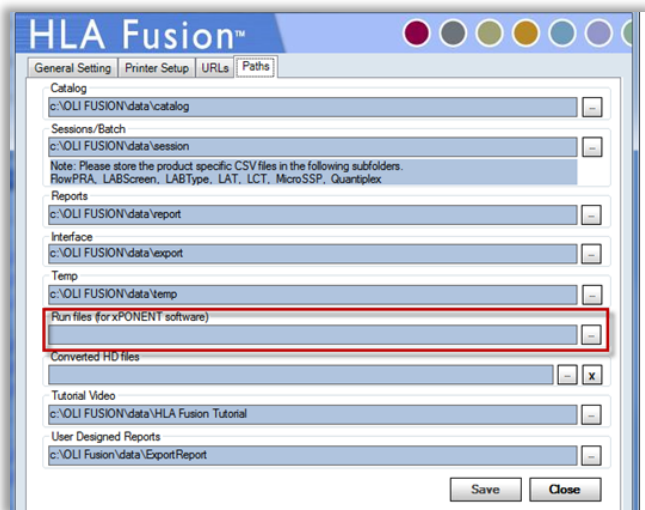 HLA Fusion™
General Setting Printer Setup URLs Paths
Catalog
c:\OLI FUSION\data\catalog
...
Sessions/Batch
c:\OLI FUSION\data\session
...
Note: Please store the product specific CSV files in the following subfolders.
FlowPRA, LABScreen, LABType, LAT, LCT, MicroSSP, Quantiplex
Reports
c:\OLI FUSION\data\report
...
Interface
c:\OLI FUSION\data\export
...
Temp
c:\OLI FUSION\data\temp
...
Run files (for xPONENT software)
...
Converted HD files
... x
Tutorial Video
c:\OLI FUSION\data\HLA Fusion Tutorial
...
User Designed Reports
c:\OLI Fusion\data\ExportReport
...
Save Close